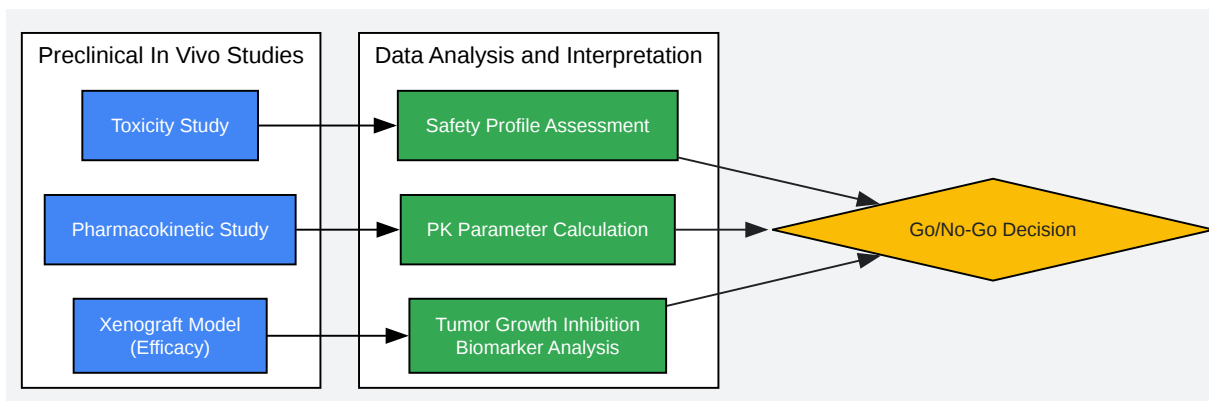 Preclinical In Vivo Studies
Toxicity Study
Pharmacokinetic Study
Xenograft Model
(Efficacy)
Data Analysis and Interpretation
Safety Profile Assessment
PK Parameter Calculation
Tumor Growth Inhibition
Biomarker Analysis
Go/No-Go Decision